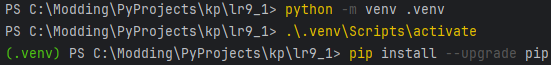 PS C:\Modding\PyProjects\kp\lr9_1> python -m venv .venv
PS C:\Modding\PyProjects\kp\lr9_1> .\.venv\Scripts\activate
(.venv) PS C:\Modding\PyProjects\kp\lr9_1> pip install --upgrade pip